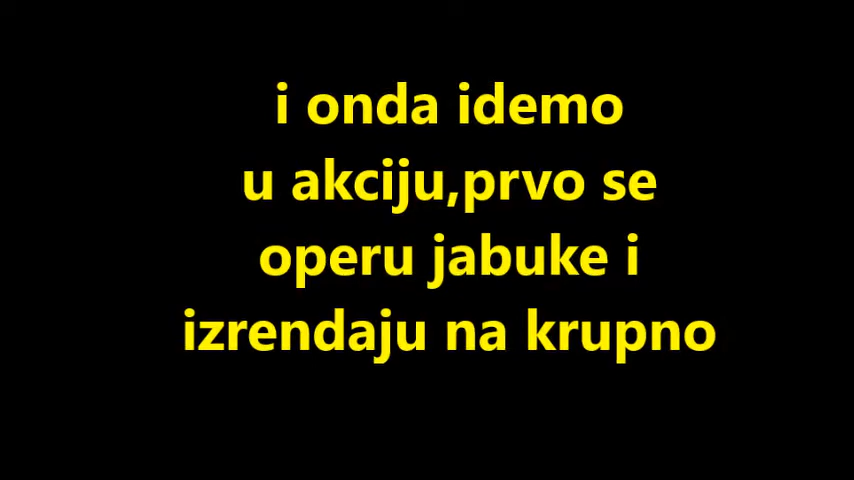 i onda idemo
u akciju,prvo se
operu jabuke i
izrendaju na krupno